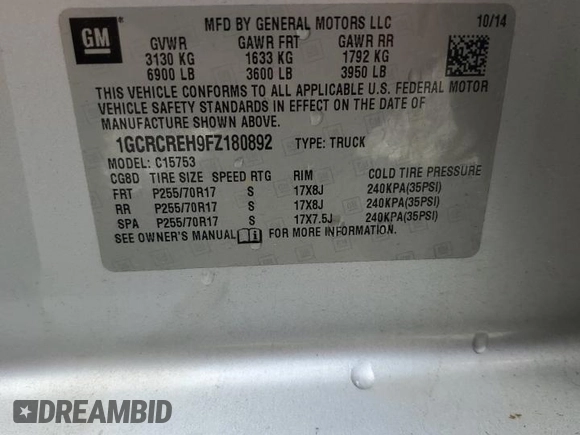 GM
MFD BY GENERAL MOTORS LLC 10/14
GVWR GAWR FRT GAWR RR
3130 KG 1633 KG 1792 KG
6900 LB 3600 LB 3950 LB
THIS VEHICLE CONFORMS TO ALL APPLICABLE U.S. FEDERAL MOTOR
VEHICLE SAFETY STANDARDS IN EFFECT ON THE DATE OF
MANUFACTURE SHOWN ABOVE.
1GCRCREH9FZ180892 TYPE: TRUCK
MODEL: C15753
CG8D TIRE SIZE SPEED RTG RIM COLD TIRE PRESSURE
FRT P255/70R17 S 17X8J 240KPA(35PSI)
RR P255/70R17 S 17X8J 240KPA(35PSI)
SPA P255/70R17 S 17X7.5J 240KPA(35PSI)
SEE OWNER'S MANUAL FOR MORE INFORMATION.
DREAMBID